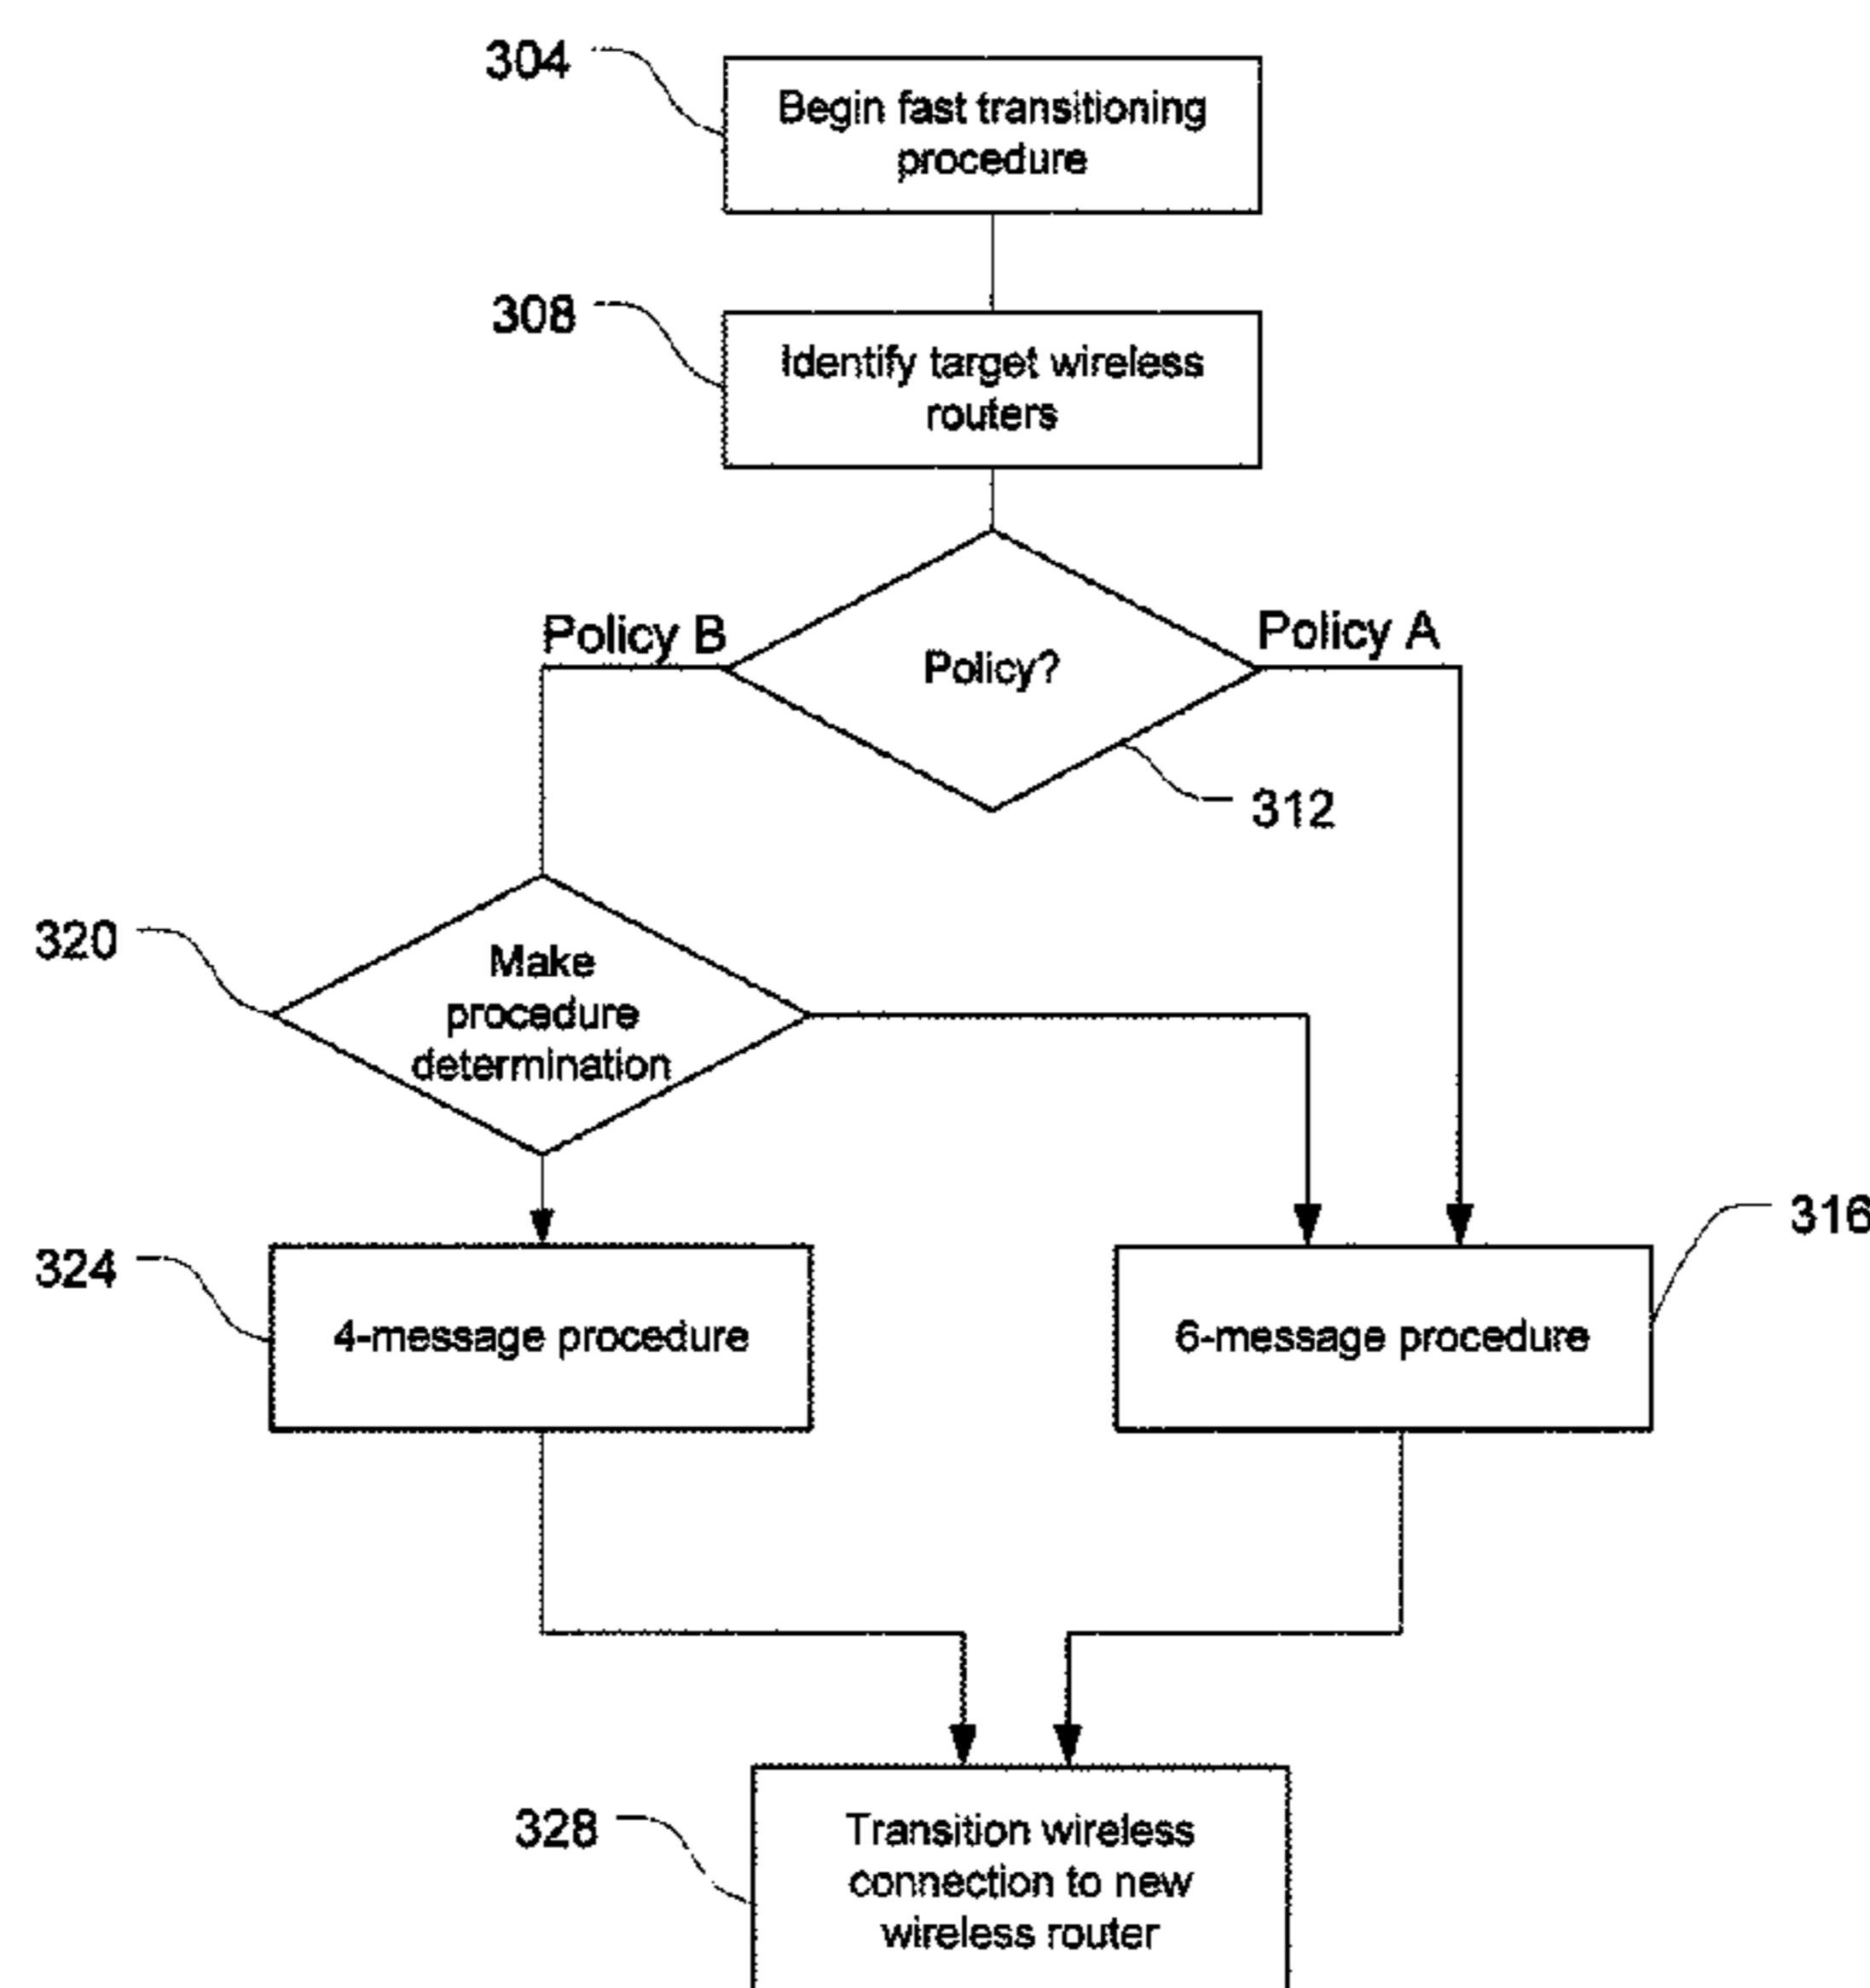 304
Begin fast transitioning
procedure
308
Identify target wireless
routers
Policy B
Policy A
Policy?
312
320
Make
procedure
determination
316
324
4-message procedure
6-message procedure
328
Transition wireless
connection to new
wireless router